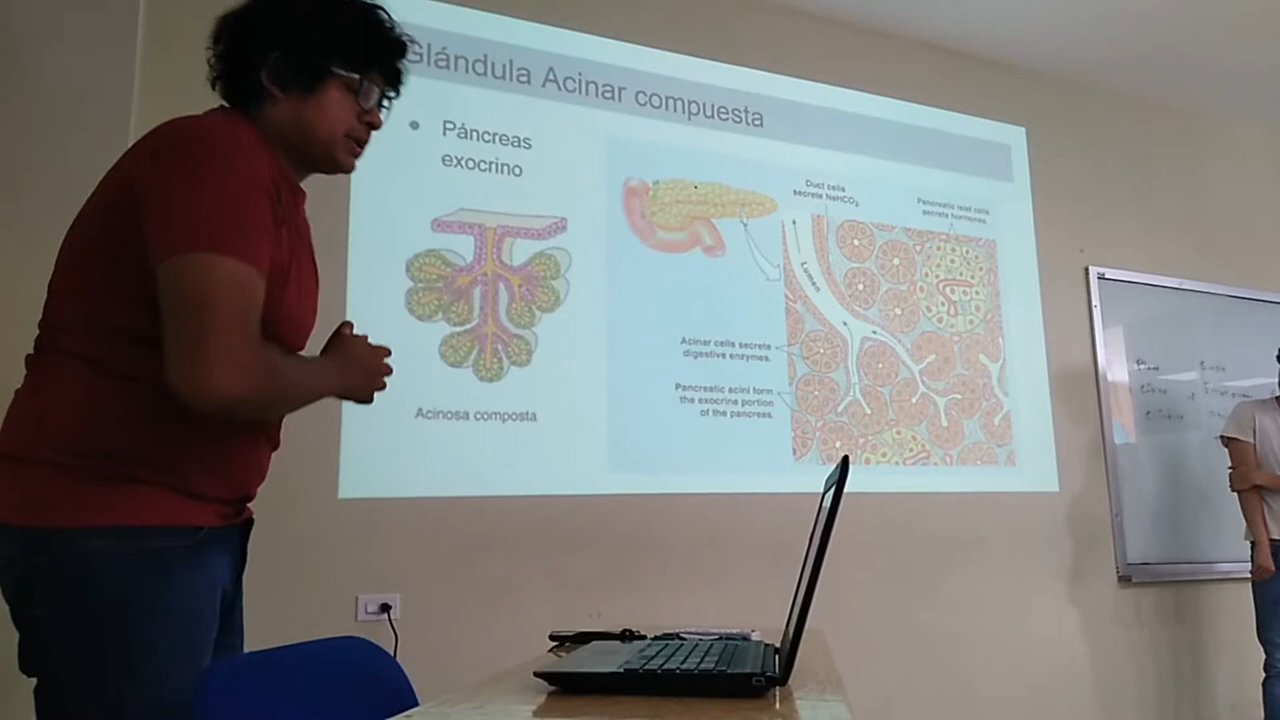 Glándula Acinar compuesta
Páncreas
exocrino
Acinosa composta
Duct cells
secrete NaHCO3
Pancreatic islet cells
secrete hormones.
Lumen
Acinar cells secrete
digestive enzymes.
Pancreatic acini form
the exocrine portion
of the pancreas.